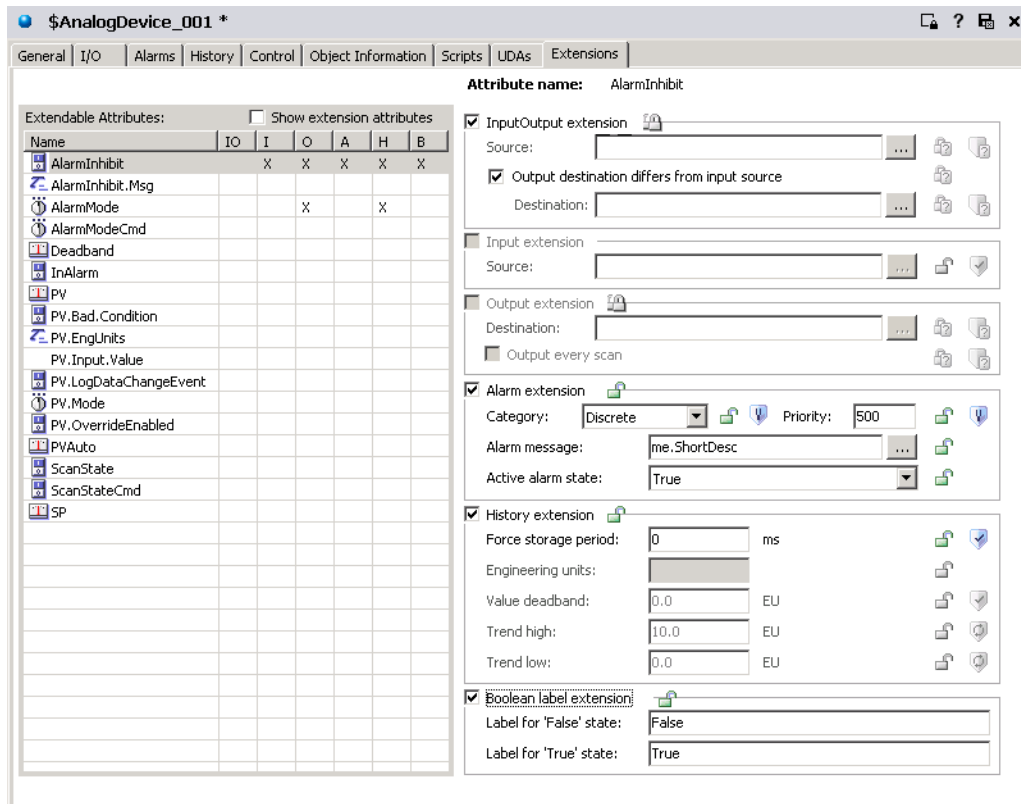 $AnalogDevice_001 *
General I/O Alarms History Control Object Information Scripts UDAs Extensions
Attribute name: AlarmInhibit
Extendable Attributes: Show extension attributes
Name IO I O A H B
AlarmInhibit X X X X X
AlarmInhibit.Msg
AlarmMode X X
AlarmModeCmd
Deadband
InAlarm
PV
PV.Bad.Condition
PV.EngUnits
PV.Input.Value
PV.LogDataChangeEvent
PV.Mode
PV.OverrideEnabled
PVAuto
ScanState
ScanStateCmd
SP
InputOutput extension
Source: ...
Output destination differs from input source
Destination: ...
Input extension
Source: ...
Output extension
Destination: ...
Output every scan
Alarm extension
Category: Discrete Priority: 500
Alarm message: me.ShortDesc ...
Active alarm state: True
History extension
Force storage period: 0 ms
Engineering units:
Value deadband: 0.0 EU
Trend high: 10.0 EU
Trend low: 0.0 EU
Boolean label extension
Label for 'False' state: False
Label for 'True' state: True